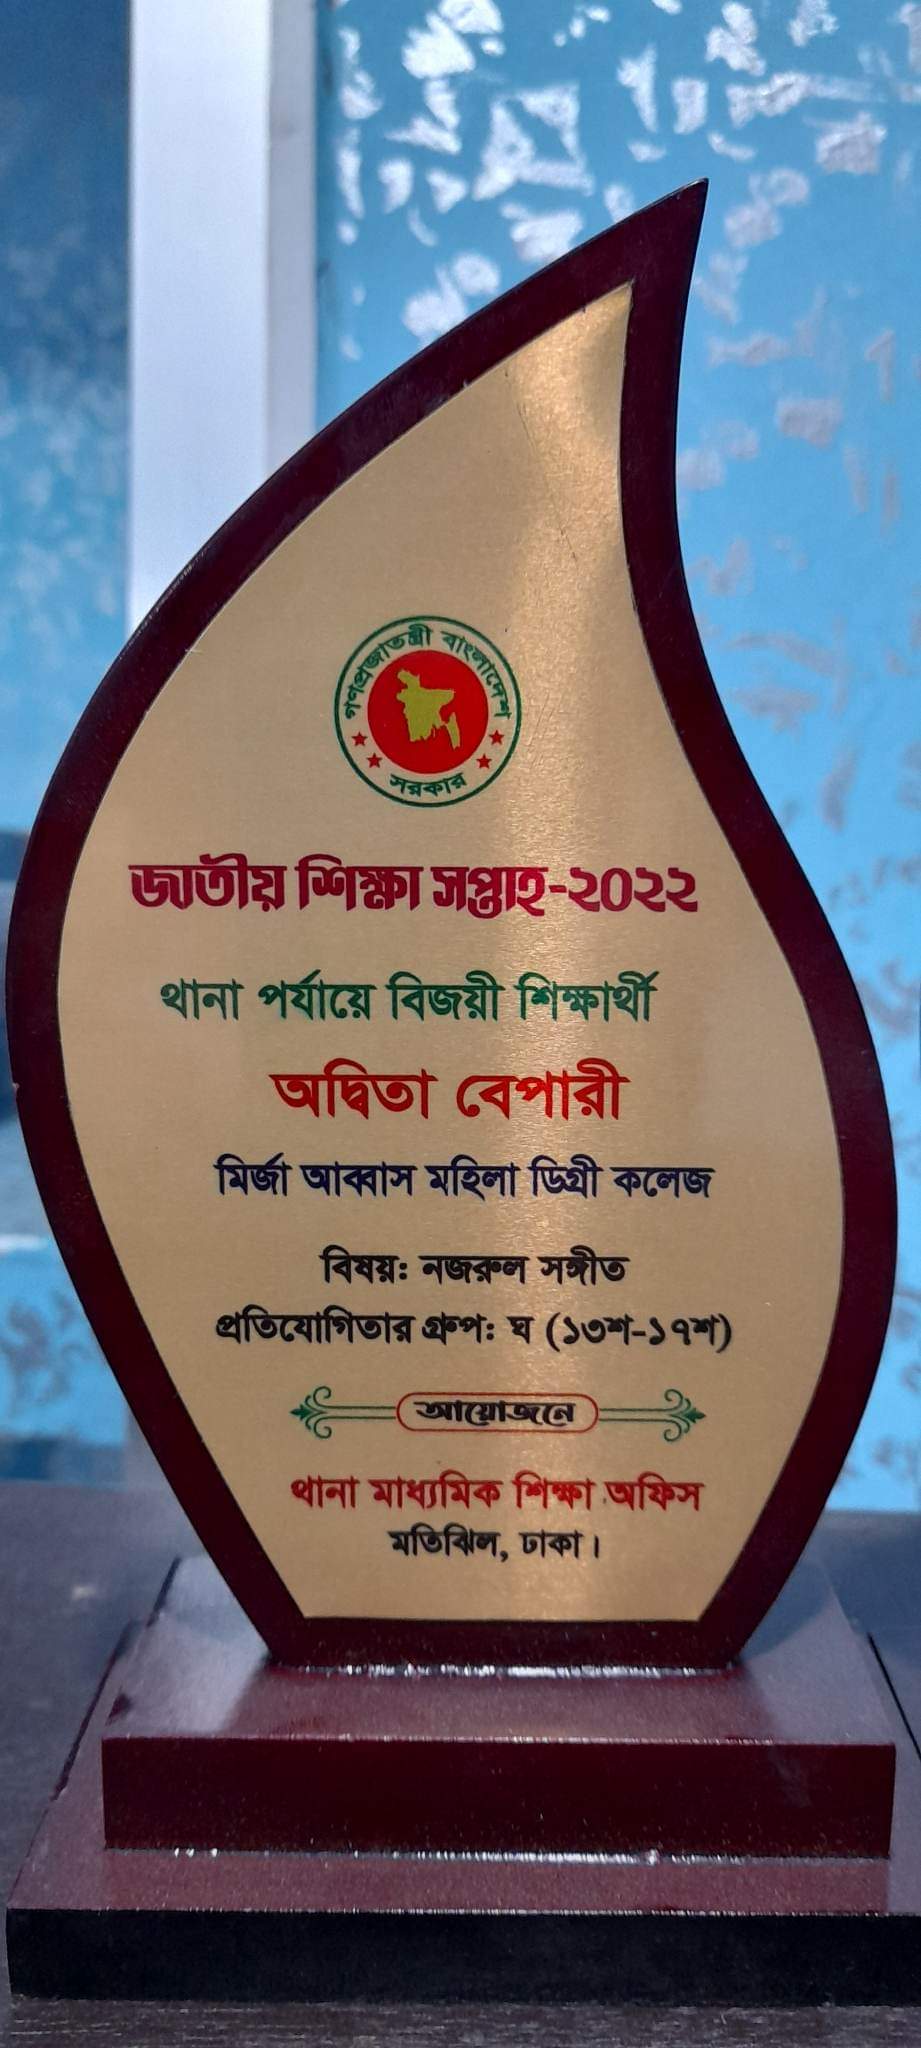 গণপ্রজাতন্ত্রী বাংলাদেশ
সরকার
জাতীয় শিক্ষা সপ্তাহ-২০২২
থানা পর্যায়ে বিজয়ী শিক্ষার্থী
অদ্বিতা বেপারী
মির্জা আব্বাস মহিলা ডিগ্রী কলেজ
বিষয়: নজরুল সঙ্গীত
প্রতিযোগিতার গ্রুপ: ঘ (১৩শ-১৭শ)
আয়োজনে
থানা মাধ্যমিক শিক্ষা অফিস
মতিঝিল, ঢাকা।